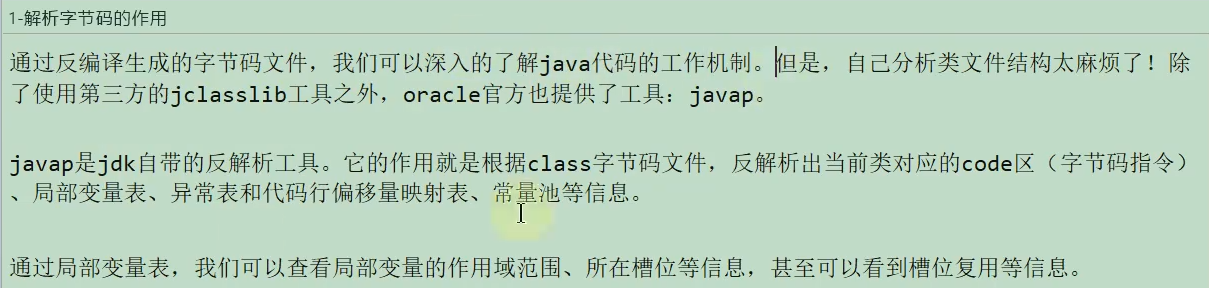 1-解析字节码的作用
通过反编译生成的字节码文件，我们可以深入的了解java代码的工作机制。但是，自己分析类文件结构太麻烦了！除
了使用第三方的jclasslib工具之外，oracle官方也提供了工具：javap。
javap是jdk自带的反解析工具。它的作用就是根据class字节码文件，反解析出当前类对应的code区（字节码指令）
、局部变量表、异常表和代码行偏移量映射表、常量池等信息。
通过局部变量表，我们可以查看局部变量的作用域范围、所在槽位等信息，甚至可以看到槽位复用等信息。